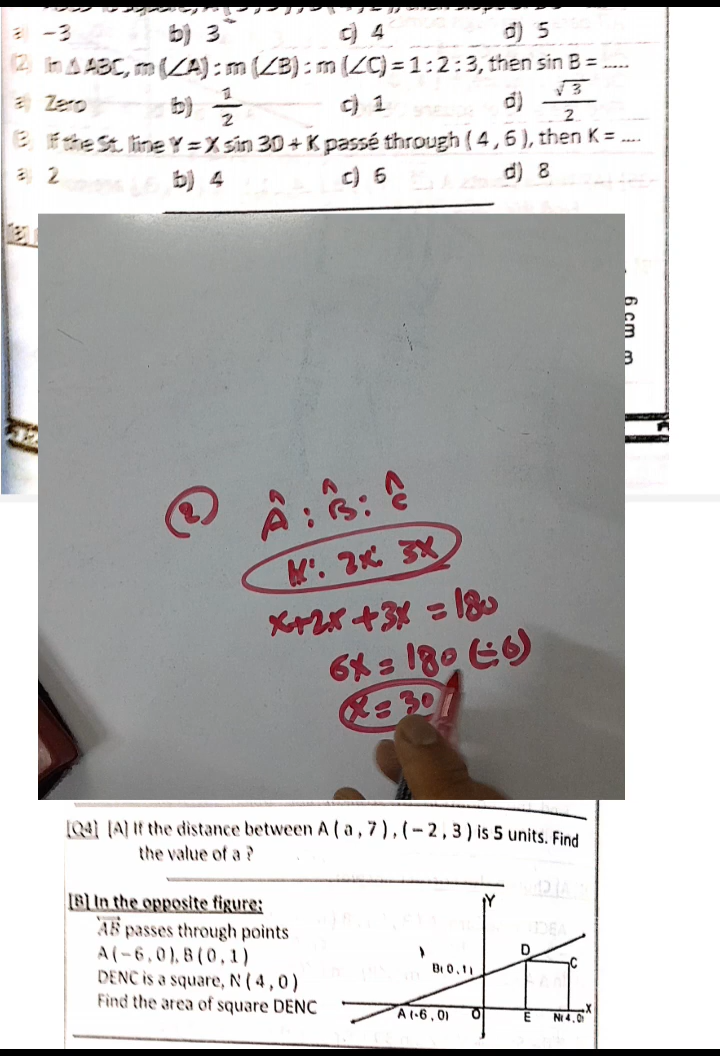 a) -3 b) 3 c) 4 d) 5
(2) In Δ ABC, m (∠A) : m (∠B) : m (∠C) = 1 : 2 : 3, then sin B = .....
a) Zero b) 1/2 c) 1 d) √3/2
(3) If the St. line Y = X sin 30 + K passé through ( 4 , 6 ), then K = ....
a) 2 b) 4 c) 6 d) 8
6 cm
(2) Â : B̂ : Ĉ
2x : 3x
x+2x+3x = 180
6x = 180 (÷6)
x = 30
[Q4] [A] If the distance between A ( a , 7 ) , ( – 2 , 3 ) is 5 units. Find
the value of a ?
[B] In the opposite figure:
AB passes through points
A ( – 6 , 0 ) , B ( 0 , 1 )
DENC is a square, N ( 4 , 0 )
Find the area of square DENC
Y
D
C
B( 0 , 1 )
X
A (-6 , 0)
O
E
N( 4 , 0)